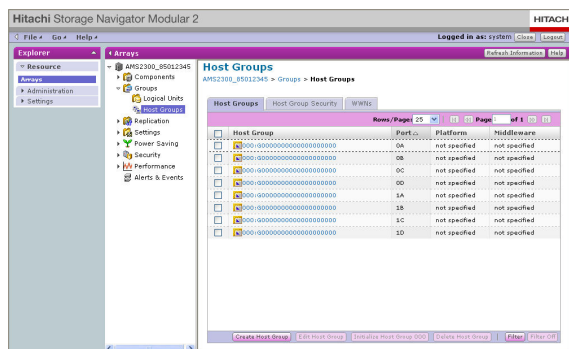 Hitachi Storage Navigator Modular 2
HITACH
File Go Help
Logged in as: system Close Logout
Explorer
Arrays
Refresh Information Help
Resource
Arrays
Administration
Settings
AMS2300_85012345
Components
Groups
Logical Units
Host Groups
Replication
Settings
Power Saving
Security
Performance
Alerts & Events
Host Groups
AMS2300_85012345 > Groups > Host Groups
Host Groups Host Group Security WWNs
Rows/Page: 25 Page 1 of 1
Host Group Port Platform Middleware
000:G000000000000000000 0A not specified not specified
000:G000000000000000000 0B not specified not specified
000:G000000000000000000 0C not specified not specified
000:G000000000000000000 0D not specified not specified
000:G000000000000000000 1A not specified not specified
000:G000000000000000000 1B not specified not specified
000:G000000000000000000 1C not specified not specified
000:G000000000000000000 1D not specified not specified
Create Host Group Edit Host Group Initialize Host Group 000 Delete Host Group Filter Filter Off